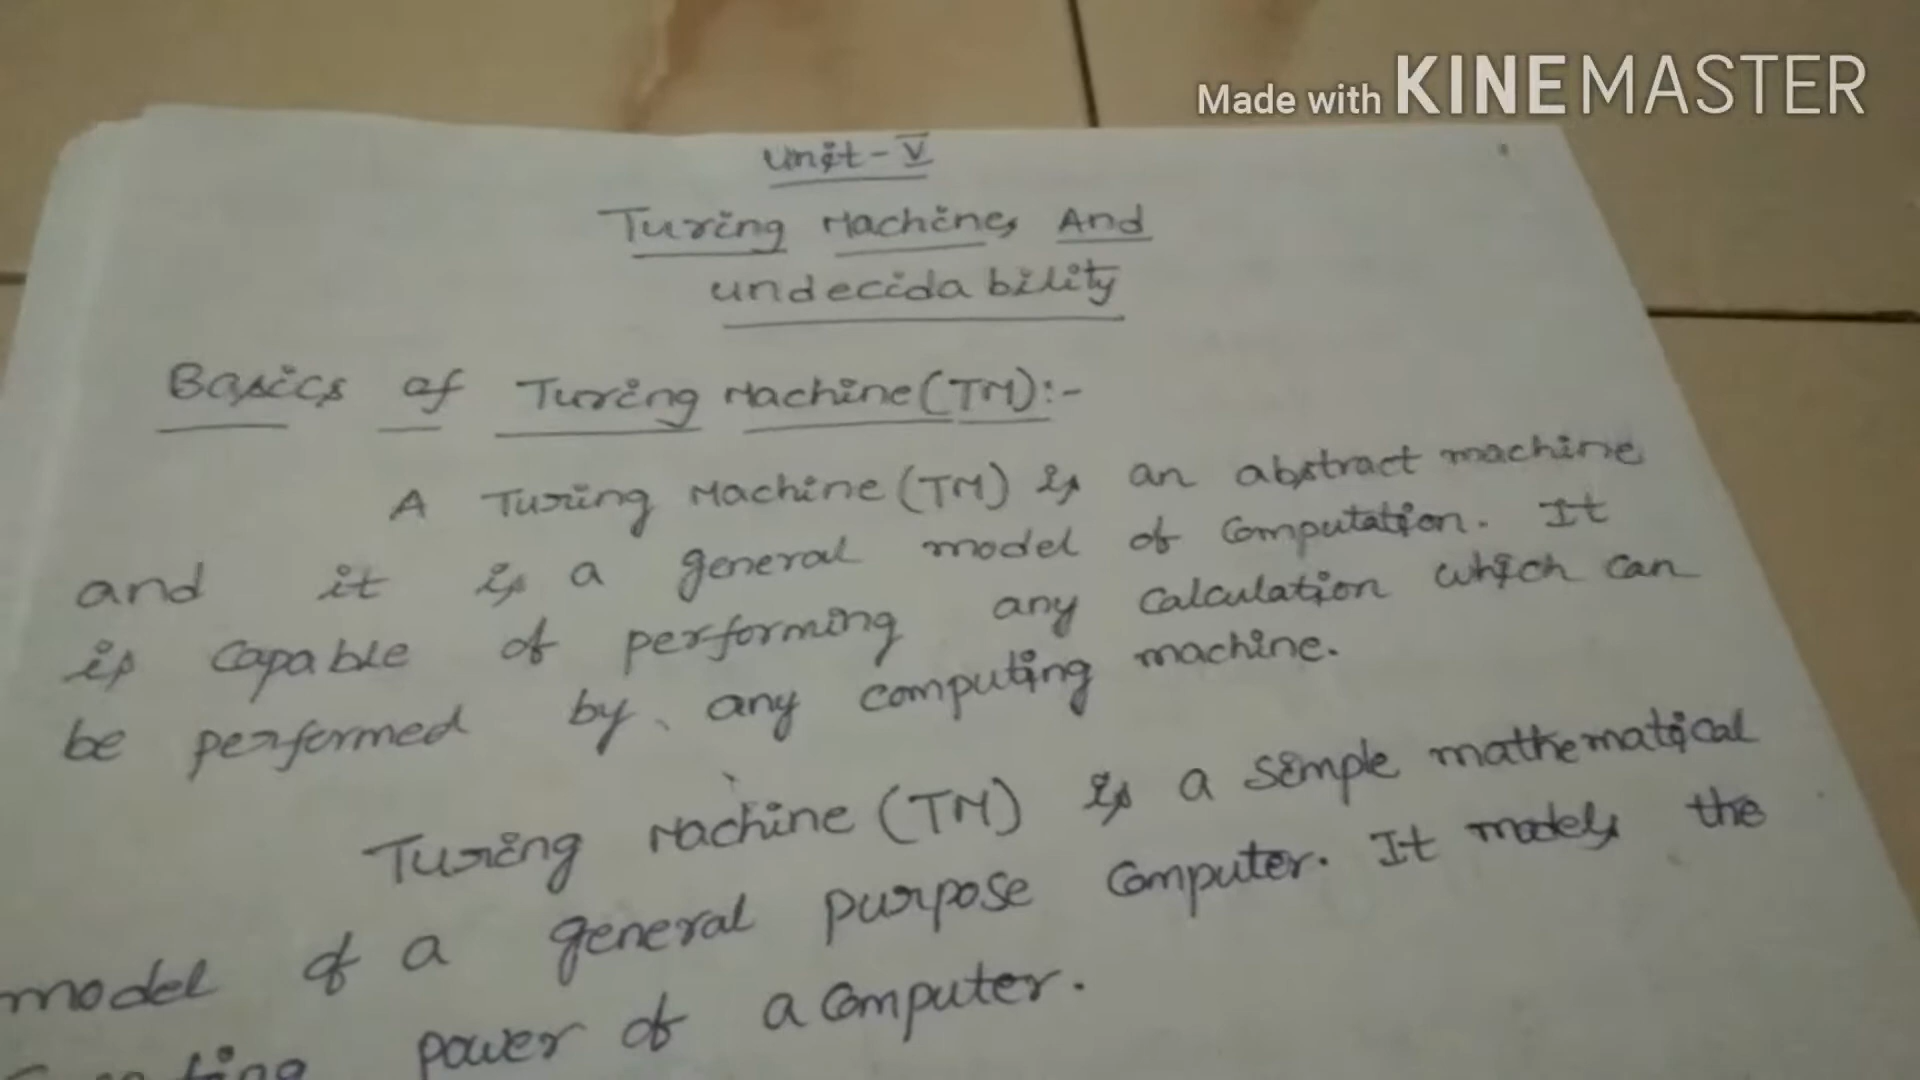 Made with KINEMASTER
Unit-V
Turing Machines And
undecidability
Basics of Turing Machine (TM):-
A Turing Machine (TM) is an abstract machine
and it is a general model of Computation. It
is capable of performing any calculation which can
be performed by any computing machine.
Turing Machine (TM) is a simple mathematical
model of a general purpose Computer. It models the
power of a Computer.